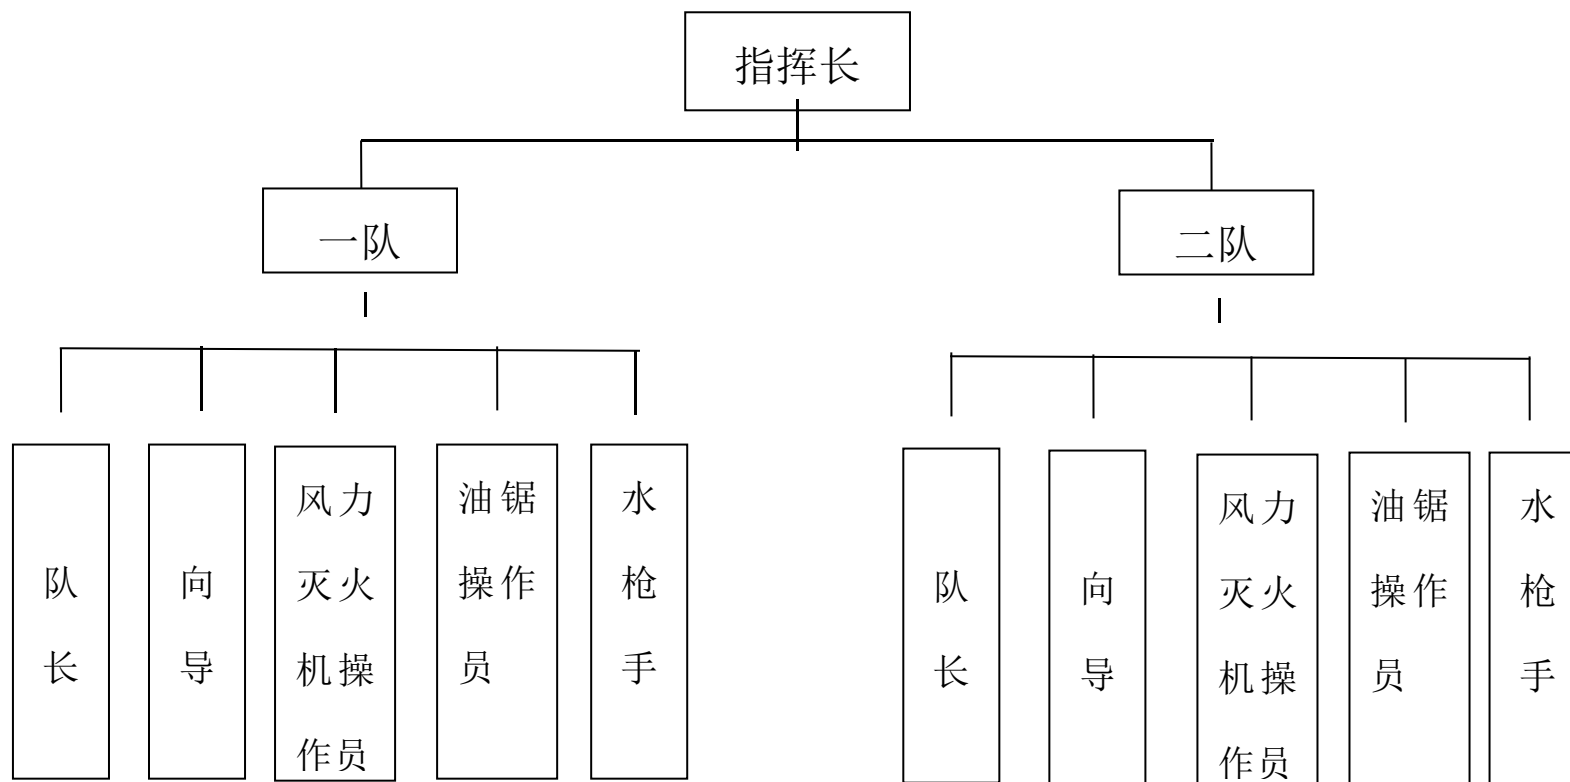 指挥长
一队
二队
队
长
向
导
风力
灭火
机操
作员
油锯
操作
员
水
枪
手
队
长
向
导
风力
灭火
机操
作员
油锯
操作
员
水
枪
手